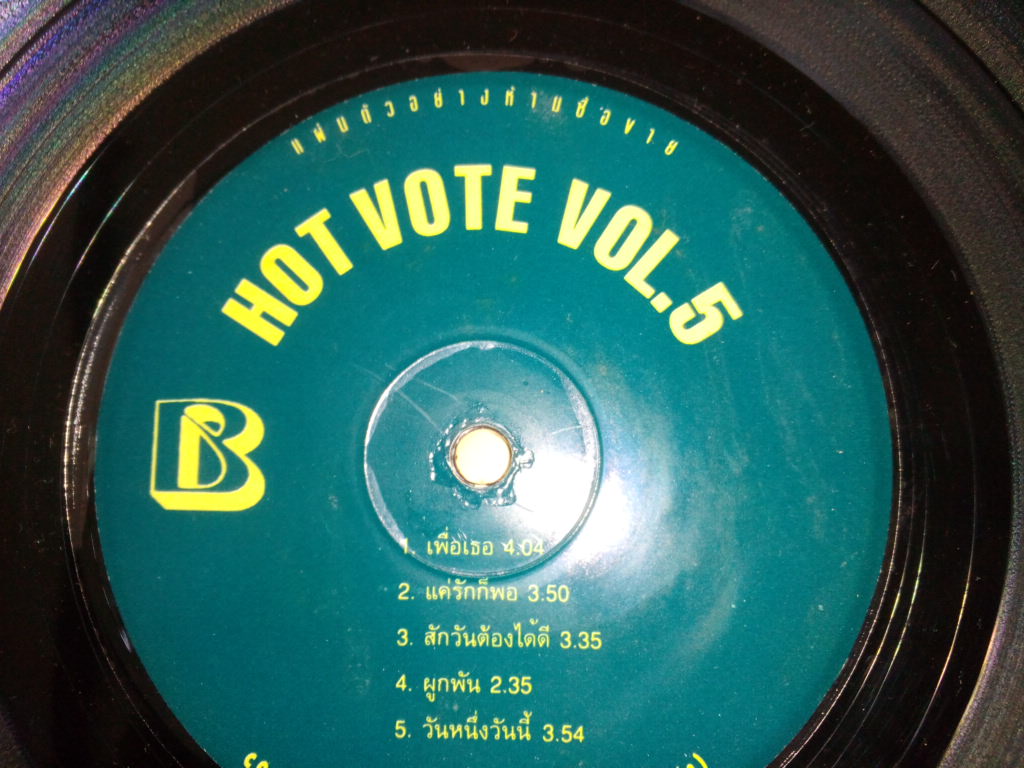 แผ่นตัวอย่างห้ามซื้อขาย
HOT VOTE VOL.5
B
1. เพื่อเธอ 4.04
2. แค่รักก็พอ 3.50
3. สักวันต้องได้ดี 3.35
4. ผูกพัน 2.35
5. วันหนึ่งวันนี้ 3.54